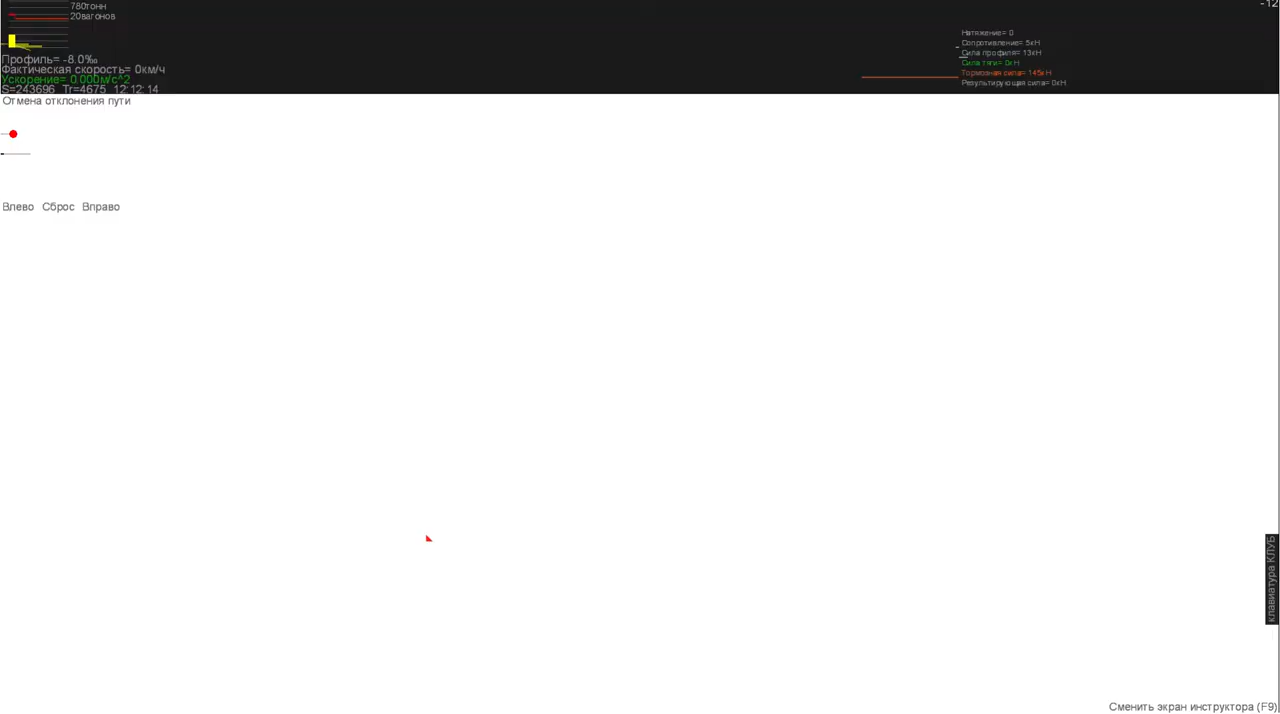 780тонн
20вагонов
-12
Натяжение= 0
Сопротивление= 5кН
Сила профиля= 13кН
Сила тяги= 0кН
Тормозная сила= 145кН
Результирующая сила= 0кН
Профиль= -8.0‰
Фактическая скорость= 0км/ч
Ускорение= 0.000м/с^2
S=243696 Tr=4675 12:12:14
Отмена отклонения пути
Влево Сброс Вправо
клавиатура КЛУБ
Сменить экран инструктора (F9)